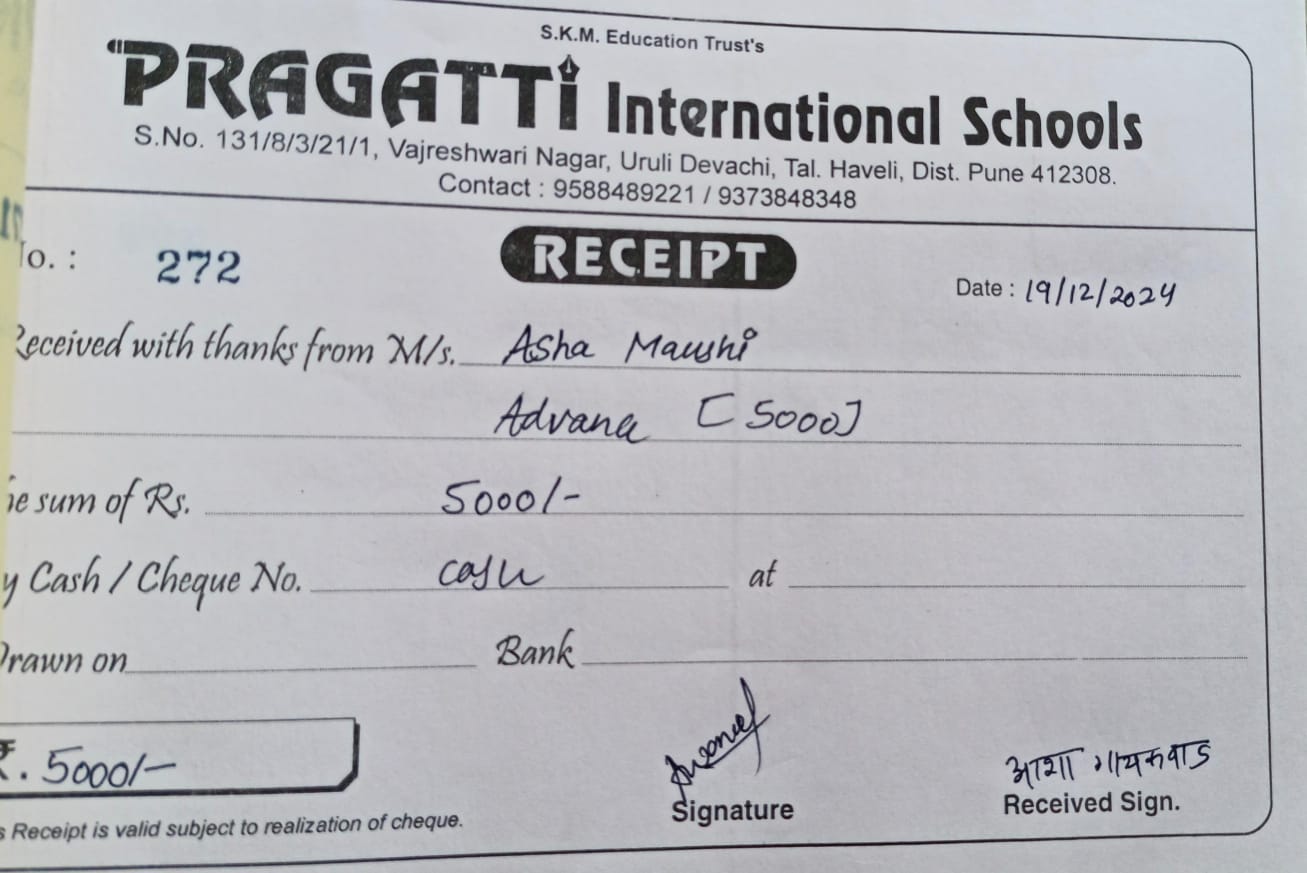 S.K.M. Education Trust's
PRAGATTi International Schools
S.No. 131/8/3/21/1, Vajreshwari Nagar, Uruli Devachi, Tal. Haveli, Dist. Pune 412308.
Contact : 9588489221 / 9373848348
RECEIPT
o. : 272
Date : 19/12/2024
Received with thanks from M/s. Asha Maushi
Advana [5000]
e sum of Rs. 5000/-
y Cash / Cheque No. cash at
Drawn on Bank
₹. 5000/-
Signature
आशा गायकवाड
Received Sign.
s Receipt is valid subject to realization of cheque.